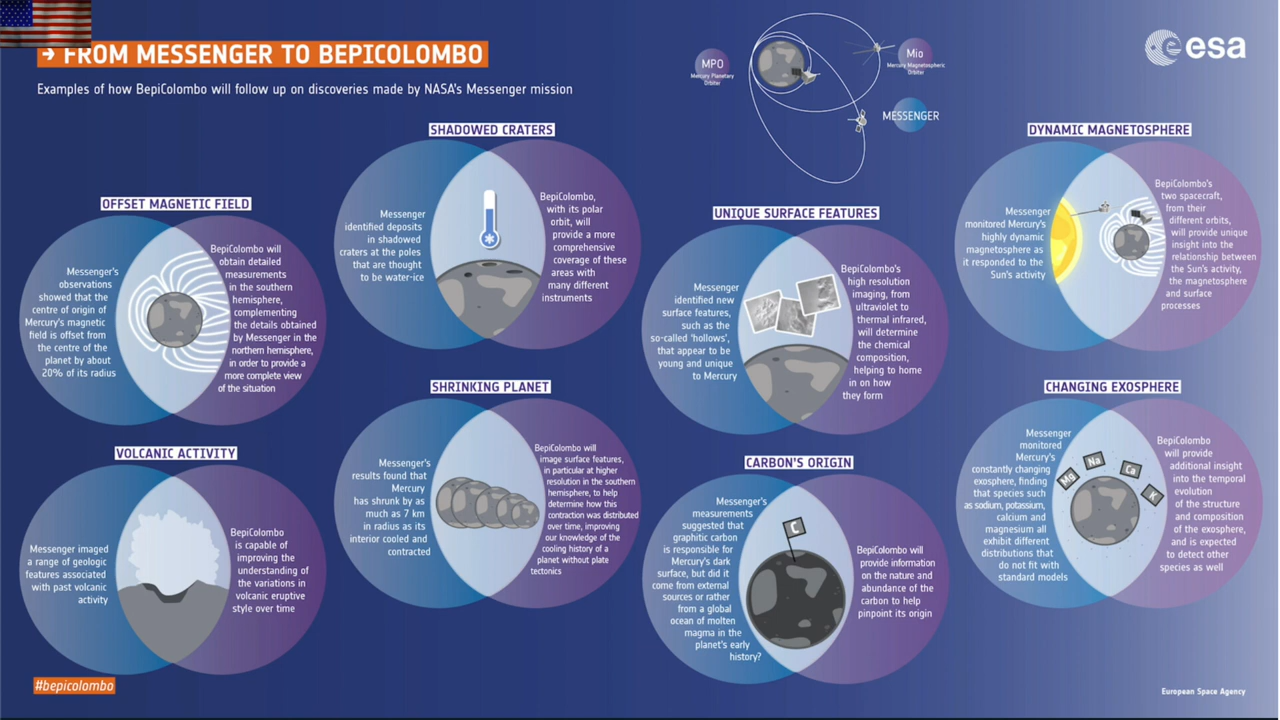 → FROM MESSENGER TO BEPICOLOMBO
Examples of how BepiColombo will follow up on discoveries made by NASA's Messenger mission
MPO
Mercury Planetary
Orbiter
Mio
Mercury Magnetospheric
Orbiter
MESSENGER
esa
OFFSET MAGNETIC FIELD
Messenger's
observations
showed that the
centre of origin of
Mercury's magnetic
field is offset from
the centre of the
planet by about
20% of its radius
BepiColombo will
obtain detailed
measurements
in the southern
hemisphere,
complementing
the details obtained
by Messenger in the
northern hemisphere,
in order to provide a
more complete view
of the situation
VOLCANIC ACTIVITY
Messenger imaged
a range of geologic
features associated
with past volcanic
activity
BepiColombo
is capable of
improving the
understanding of
the variations in
volcanic eruptive
style over time
SHADOWED CRATERS
Messenger
identified deposits
in shadowed
craters at the poles
that are thought
to be water-ice
BepiColombo,
with its polar
orbit, will
provide a more
comprehensive
coverage of these
areas with
many different
instruments
SHRINKING PLANET
Messenger's
results found that
Mercury
has shrunk by as
much as 7 km
in radius as its
interior cooled and
contracted
BepiColombo will
image surface features,
in particular at higher
resolution in the southern
hemisphere, to help
determine how this
contraction was distributed
over time, improving
our knowledge of the
cooling history of a
planet without plate
tectonics
UNIQUE SURFACE FEATURES
Messenger
identified new
surface features,
such as the
so-called 'hollows',
that appear to be
young and unique
to Mercury
BepiColombo's
high resolution
imaging, from
ultraviolet to
thermal infrared,
will determine
the chemical
composition,
helping to home
in on how
they form
CARBON'S ORIGIN
Messenger's
measurements
suggested that
graphitic carbon
is responsible for
Mercury's dark
surface, but did it
come from external
sources or rather
from a global
ocean of molten
magma in the
planet's early
history?
C
BepiColombo will
provide information
on the nature and
abundance of the
carbon to help
pinpoint its origin
DYNAMIC MAGNETOSPHERE
Messenger
monitored Mercury's
highly dynamic
magnetosphere as
it responded to the
Sun's activity
BepiColombo's
two spacecraft,
from their
different orbits,
will provide unique
insight into the
relationship between
the Sun's activity,
the magnetosphere
and surface
processes
CHANGING EXOSPHERE
Messenger
monitored
Mercury's
constantly changing
exosphere, finding
that species such
as sodium, potassium,
calcium and
magnesium all
exhibit different
distributions that
do not fit with
standard models
Mg
Na
Ca
K
BepiColombo
will provide
additional insight
into the temporal
evolution
of the structure
and composition
of the exosphere,
and is expected
to detect other
species as well
#bepicolombo
European Space Agency